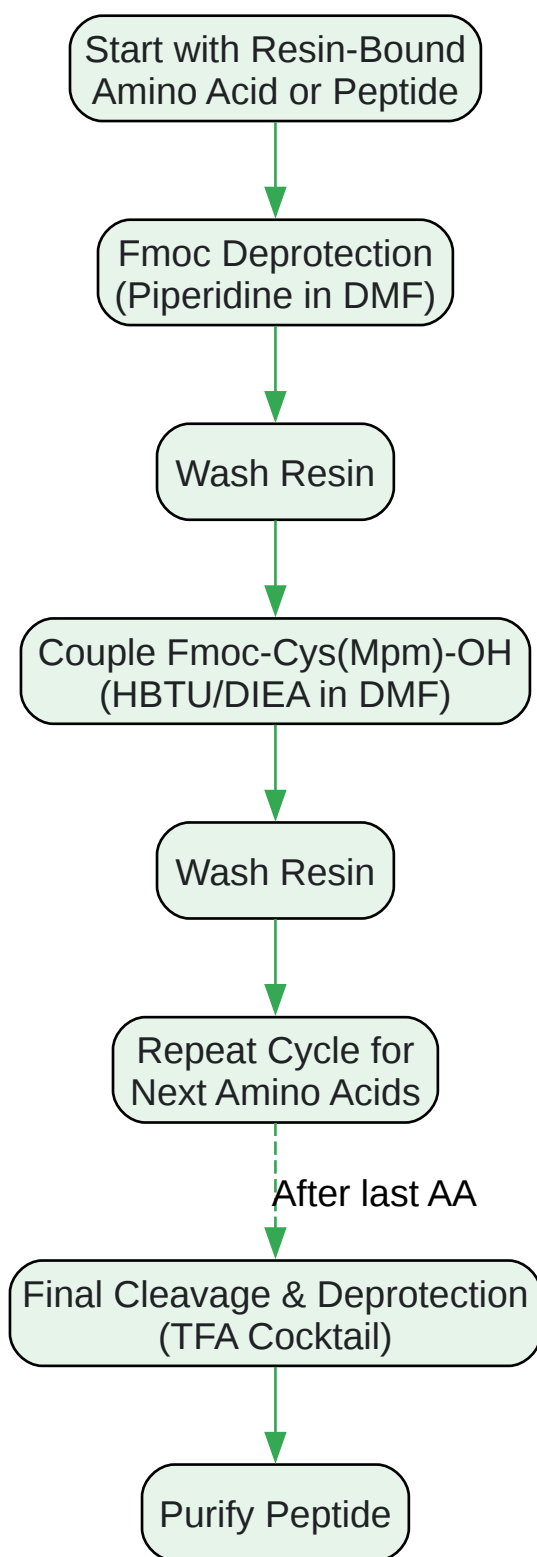 Start with Resin-Bound
Amino Acid or Peptide
Fmoc Deprotection
(Piperidine in DMF)
Wash Resin
Couple Fmoc-Cys(Mpm)-OH
(HBTU/DIEA in DMF)
Wash Resin
Repeat Cycle for
Next Amino Acids
After last AA
Final Cleavage & Deprotection
(TFA Cocktail)
Purify Peptide